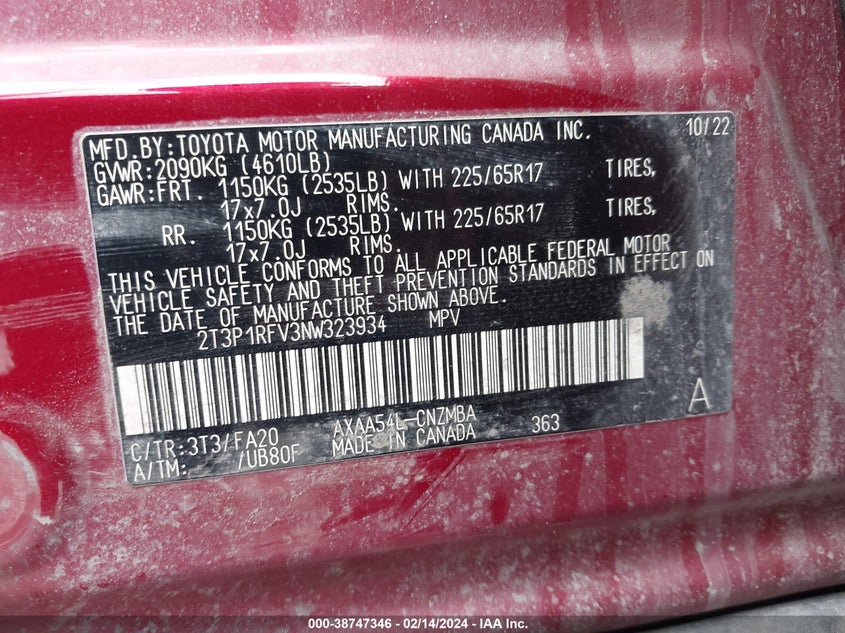 MFD.BY:TOYOTA MOTOR MANUFACTURING CANADA INC. 10/22
GVWR:2090KG (4610LB)
GAWR:FRT. 1150KG (2535LB) WITH 225/65R17 TIRES,
17x7.0J RIMS.
RR. 1150KG (2535LB) WITH 225/65R17 TIRES,
17x7.0J RIMS.
THIS VEHICLE CONFORMS TO ALL APPLICABLE FEDERAL MOTOR
VEHICLE SAFETY AND THEFT PREVENTION STANDARDS IN EFFECT ON
THE DATE OF MANUFACTURE SHOWN ABOVE.
2T3P1RFV3NW323934 MPV
C/TR:3T3/FA20 AXAA54L-CNZMBA 363 A
A/TM: /UB80F MADE IN CANADA
000-38747346 - 02/14/2024 - IAA Inc.